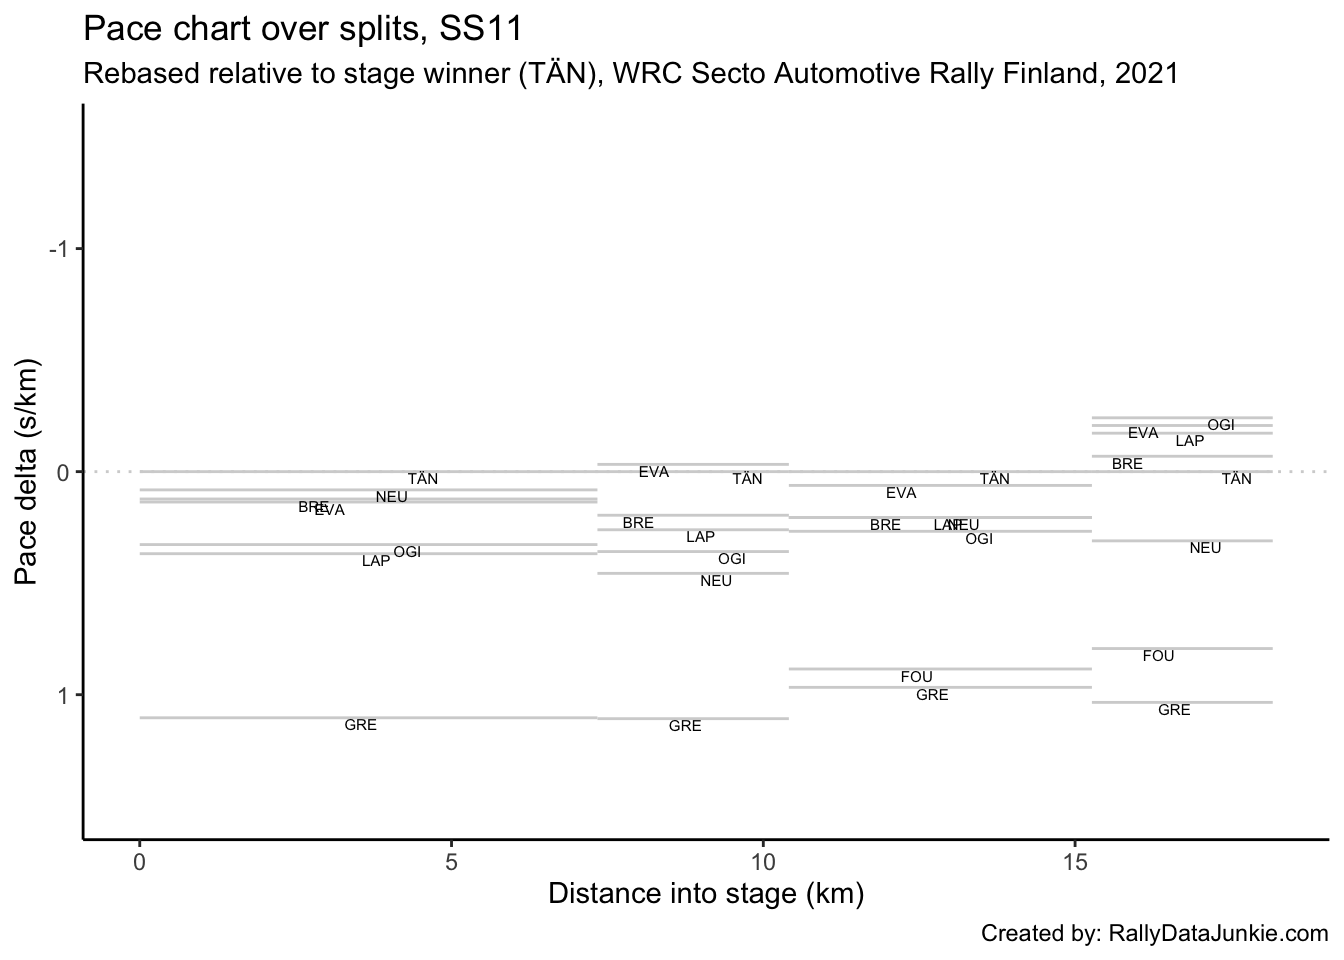 Pace chart over splits, SS11
Rebased relative to stage winner (TÄN), WRC Secto Automotive Rally Finland, 2021
Pace delta (s/km)
-1
0
1
OGI
EVA
LAP
BRE
EVA
TÄN
TÄN
TÄN
TÄN
NEU
EVA
BRE
EVA
BRE
BRE
LAP
NEU
LAP
OGI
NEU
OGI
LAP
OGI
NEU
FOU
FOU
GRE
GRE
GRE
GRE
0
5
10
15
Distance into stage (km)
Created by: RallyDataJunkie.com